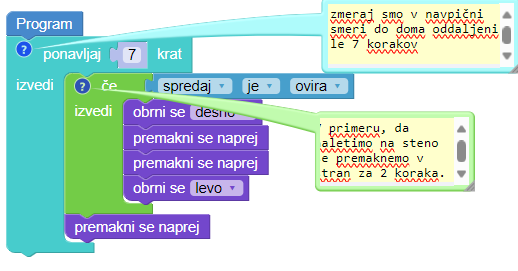 Program
? ponavljaj 7 krat
izvedi
? če spredaj je ovira
izvedi
obrni se desno
premakni se naprej
premakni se naprej
obrni se levo
premakni se naprej
zmeraj smo v navpični
smeri do doma oddaljeni
le 7 korakov
primeru, da
na steno
premaknemo v
za 2 koraka.